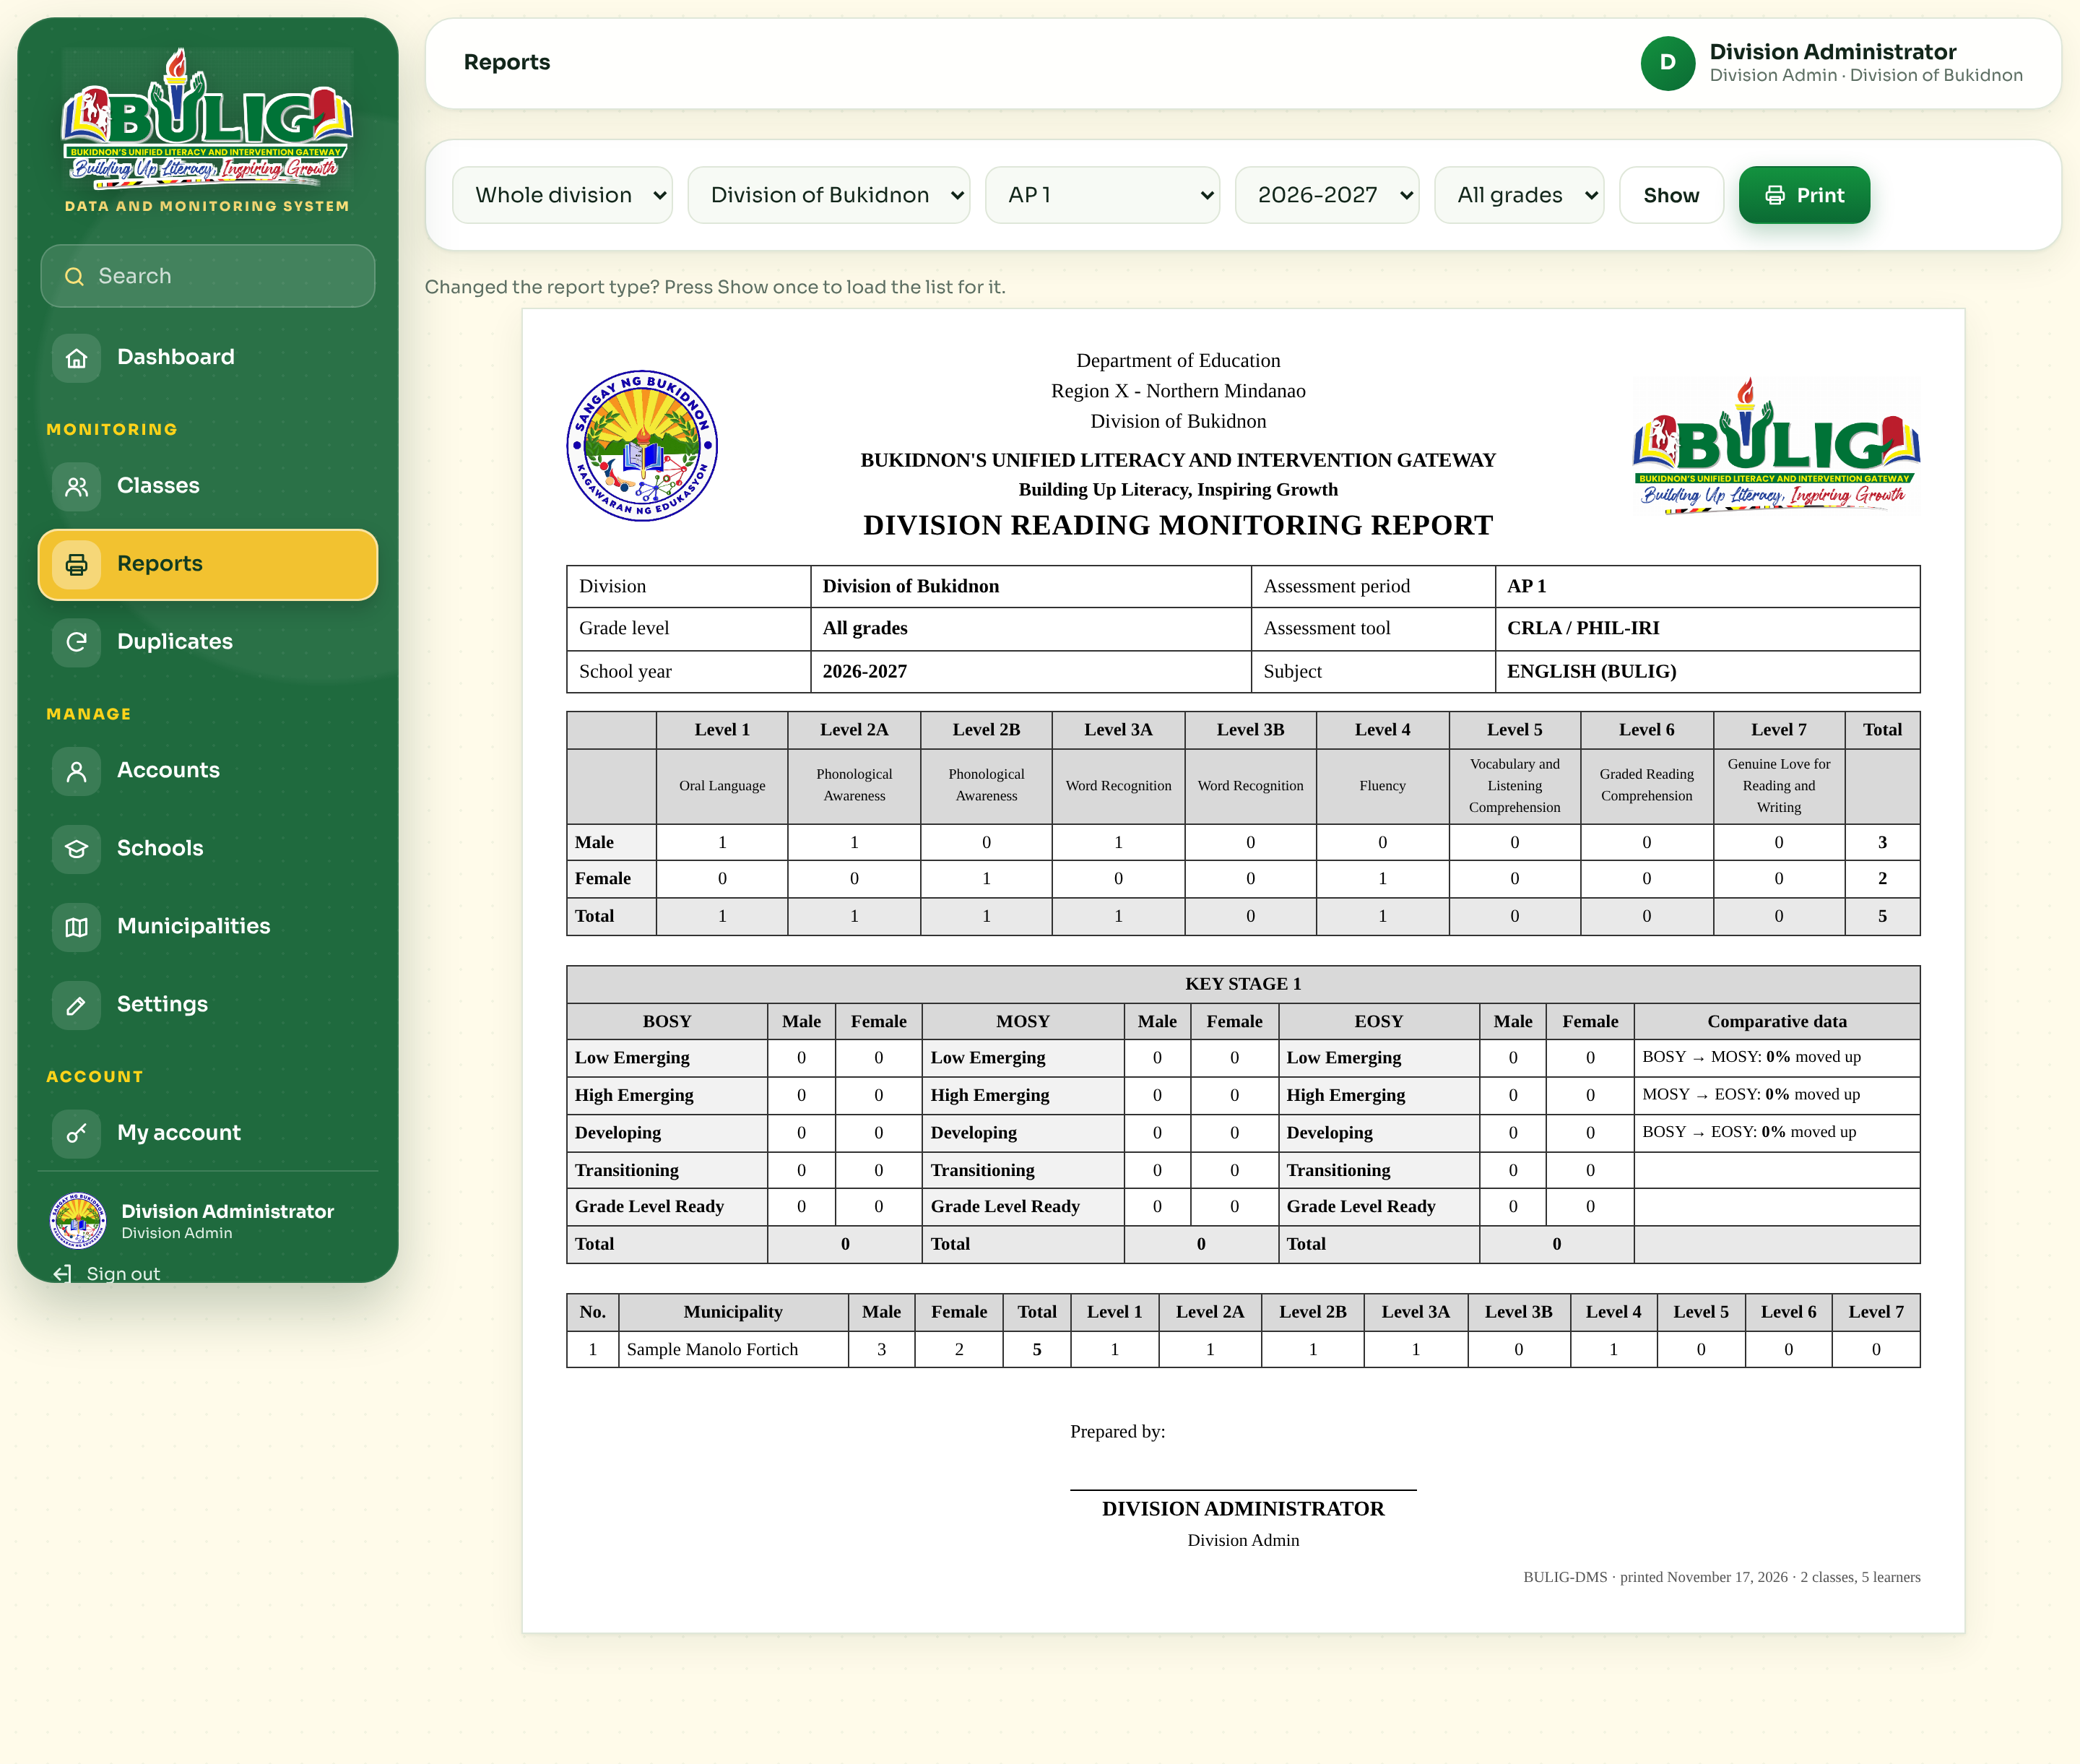 BULIG
BUKIDNON'S UNIFIED LITERACY AND INTERVENTION GATEWAY
Building Up Literacy, Inspiring Growth
DATA AND MONITORING SYSTEM
Search
Dashboard
MONITORING
Classes
Reports
Duplicates
MANAGE
Accounts
Schools
Municipalities
Settings
ACCOUNT
My account
Division Administrator
Division Admin
Sign out
Reports
D
Division Administrator
Division Admin · Division of Bukidnon
Whole division Division of Bukidnon AP 1 2026-2027 All grades Show Print
Changed the report type? Press Show once to load the list for it.
SANGAY NG BUKIDNON
KAGAWARAN NG EDUKASYON
Department of Education
Region X - Northern Mindanao
Division of Bukidnon
BUKIDNON'S UNIFIED LITERACY AND INTERVENTION GATEWAY
Building Up Literacy, Inspiring Growth
DIVISION READING MONITORING REPORT
BULIG
BUKIDNON'S UNIFIED LITERACY AND INTERVENTION GATEWAY
Building Up Literacy, Inspiring Growth
Division Division of Bukidnon Assessment period AP 1
Grade level All grades Assessment tool CRLA / PHIL-IRI
School year 2026-2027 Subject ENGLISH (BULIG)
Level 1 Level 2A Level 2B Level 3A Level 3B Level 4 Level 5 Level 6 Level 7 Total
Oral Language Phonological Awareness Phonological Awareness Word Recognition Word Recognition Fluency Vocabulary and Listening Comprehension Graded Reading Comprehension Genuine Love for Reading and Writing
Male 1 1 0 1 0 0 0 0 0 3
Female 0 0 1 0 0 1 0 0 0 2
Total 1 1 1 1 0 1 0 0 0 5
KEY STAGE 1
BOSY Male Female MOSY Male Female EOSY Male Female Comparative data
Low Emerging 0 0 Low Emerging 0 0 Low Emerging 0 0 BOSY → MOSY: 0% moved up
High Emerging 0 0 High Emerging 0 0 High Emerging 0 0 MOSY → EOSY: 0% moved up
Developing 0 0 Developing 0 0 Developing 0 0 BOSY → EOSY: 0% moved up
Transitioning 0 0 Transitioning 0 0 Transitioning 0 0
Grade Level Ready 0 0 Grade Level Ready 0 0 Grade Level Ready 0 0
Total 0 Total 0 Total 0
No. Municipality Male Female Total Level 1 Level 2A Level 2B Level 3A Level 3B Level 4 Level 5 Level 6 Level 7
1 Sample Manolo Fortich 3 2 5 1 1 1 1 0 1 0 0 0
Prepared by:
DIVISION ADMINISTRATOR
Division Admin
BULIG-DMS · printed November 17, 2026 · 2 classes, 5 learners